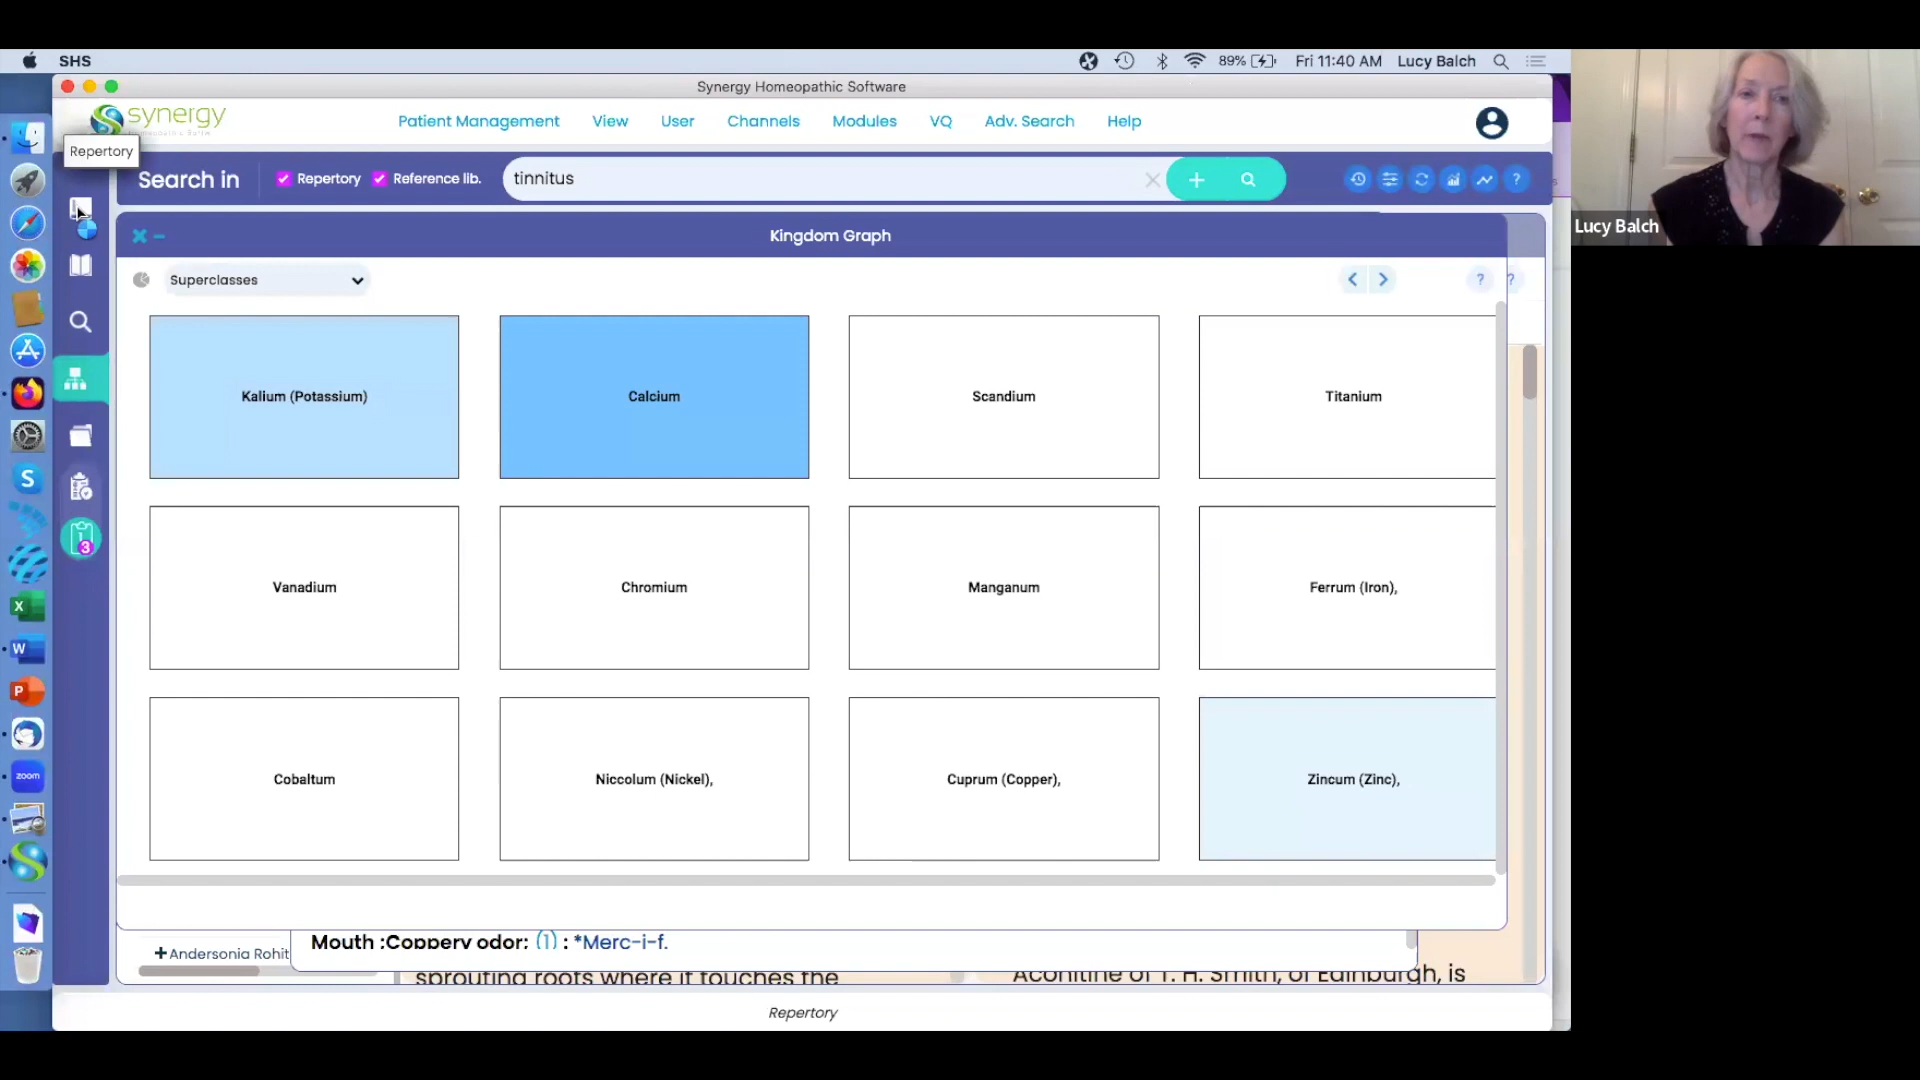 SHS
89%
Fri 11:40 AM
Lucy Balch
Synergy Homeopathic Software
synergy
Patient Management
View
User
Channels
Modules
VQ
Adv. Search
Help
Repertory
Search in
Repertory
Reference lib.
tinnitus
Lucy Balch
Kingdom Graph
Superclasses
Kalium (Potassium)
Calcium
Scandium
Titanium
Vanadium
Chromium
Manganum
Ferrum (Iron),
Cobaltum
Niccolum (Nickel),
Cuprum (Copper),
Zincum (Zinc),
zoom
3
Mouth :Coppery odor: (1) : *Merc-i-f.
+Andersonia Rohit
sprouting roots where it touches the
Aconitine of T. H. Smith, of Edinburgh, is
Repertory